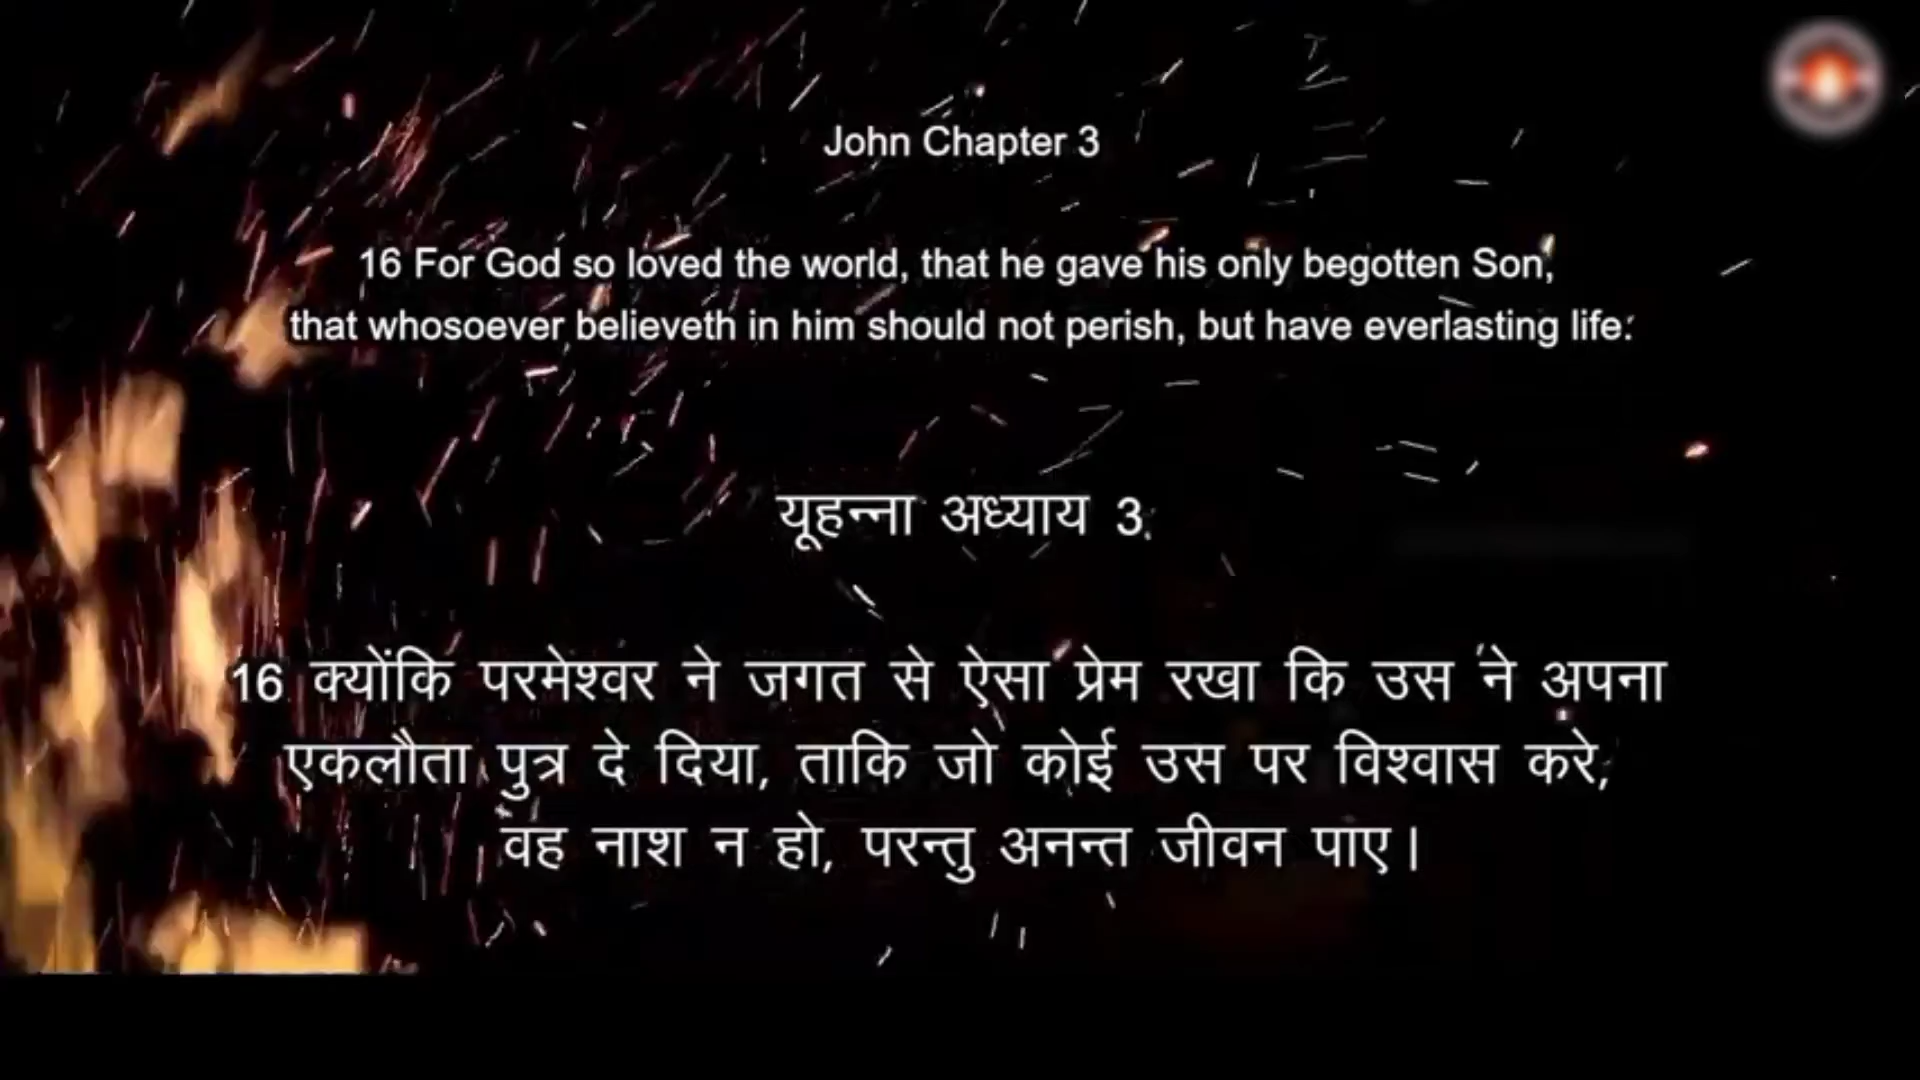 John Chapter 3
16 For God so loved the world, that he gave his only begotten Son,
that whosoever believeth in him should not perish, but have everlasting life.
यूहन्ना अध्याय 3
16 क्योंकि परमेश्वर ने जगत से ऐसा प्रेम रखा कि उस ने अपना
एकलौता पुत्र दे दिया, ताकि जो कोई उस पर विश्वास करे,
वह नाश न हो, परन्तु अनन्त जीवन पाए।